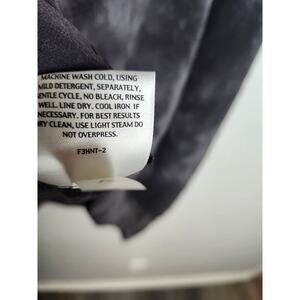 MACHINE WASH COLD, USING
MILD DETERGENT, SEPARATELY,
GENTLE CYCLE, NO BLEACH, RINSE
WELL. LINE DRY. COOL IRON IF
NECESSARY. FOR BEST RESULTS
DRY CLEAN, USE LIGHT STEAM DO
NOT OVERPRESS.
F3HNT-2